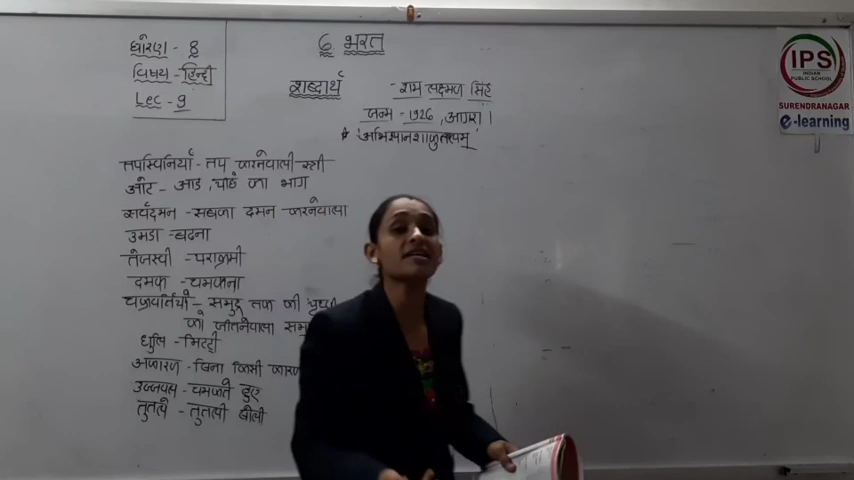 धोरण - 8
विषय - हिन्दी
Lec - 9
6 भरत
शब्दार्थ
- राम लक्ष्मण सिंह
जन्म - 1926, आगरा।
* 'अभिज्ञानशाकुन्तलम्'
तपस्विनियाँ - तप करनेवाली स्त्री
ओट - आड, पीछे का भाग
सर्वदमन - सबका दमन करनेवाला
उमडा - बढना
तेजस्वी - पराक्रमी
दमक - चमकना
चक्रवर्तियों - समुद्र तक की पृथ्वी
को जीतनेवाला
धुलि - मिट्टी
अकारण - बिना किसी कारण
उज्जवल - चमकते हुए
तुतले - तुतली बोली
IPS
INDIAN
PUBLIC SCHOOL
SURENDRANAGAR
e-learning